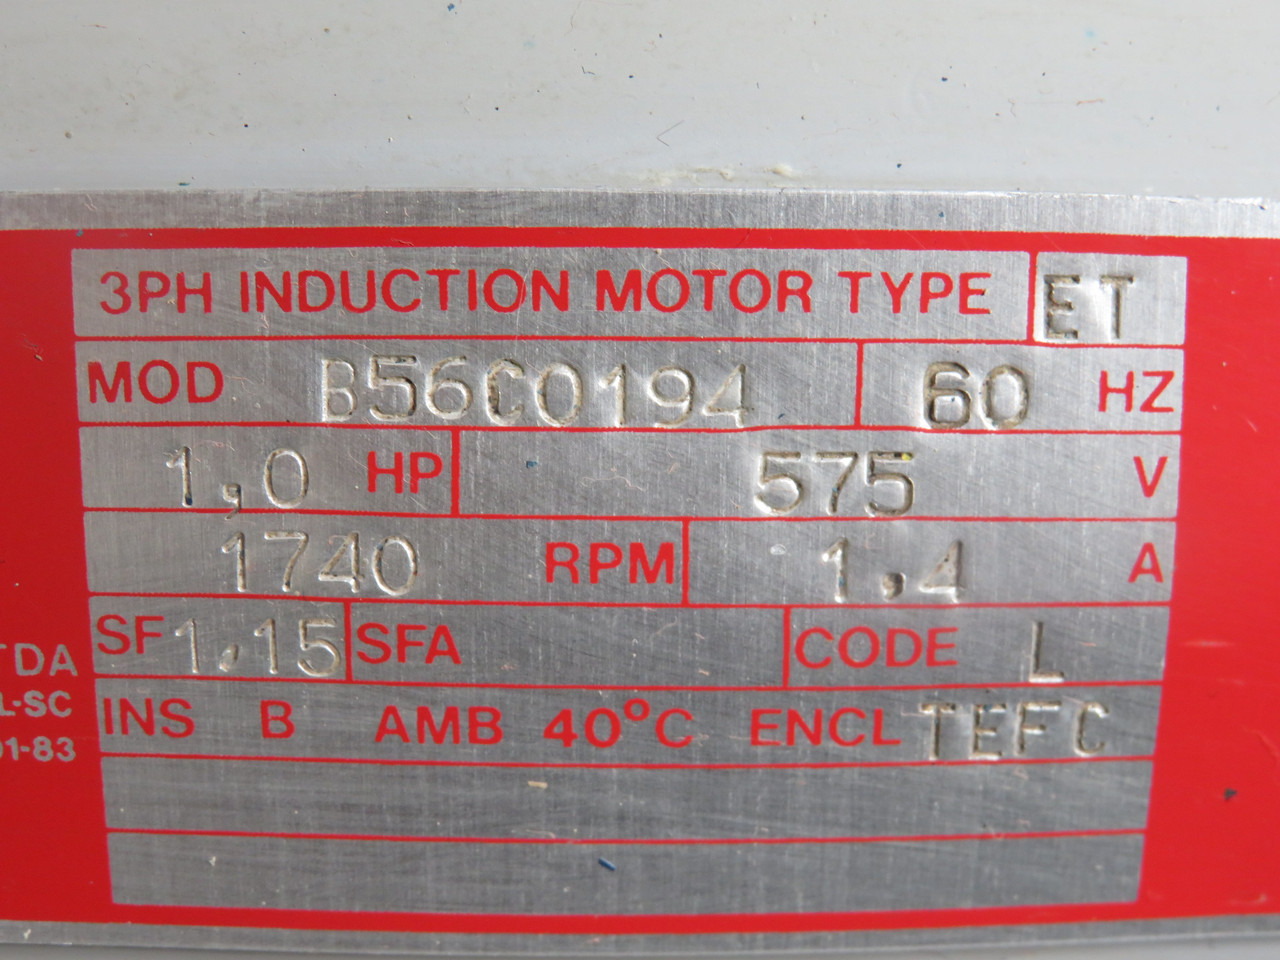 3PH INDUCTION MOTOR TYPE ET
MOD B56C0194 60 HZ
1,0 HP 575 V
1740 RPM 1,4 A
SF 1.15 SFA CODE L
INS B AMB 40°C ENCL TEFC
TDA
L-SC
01-83